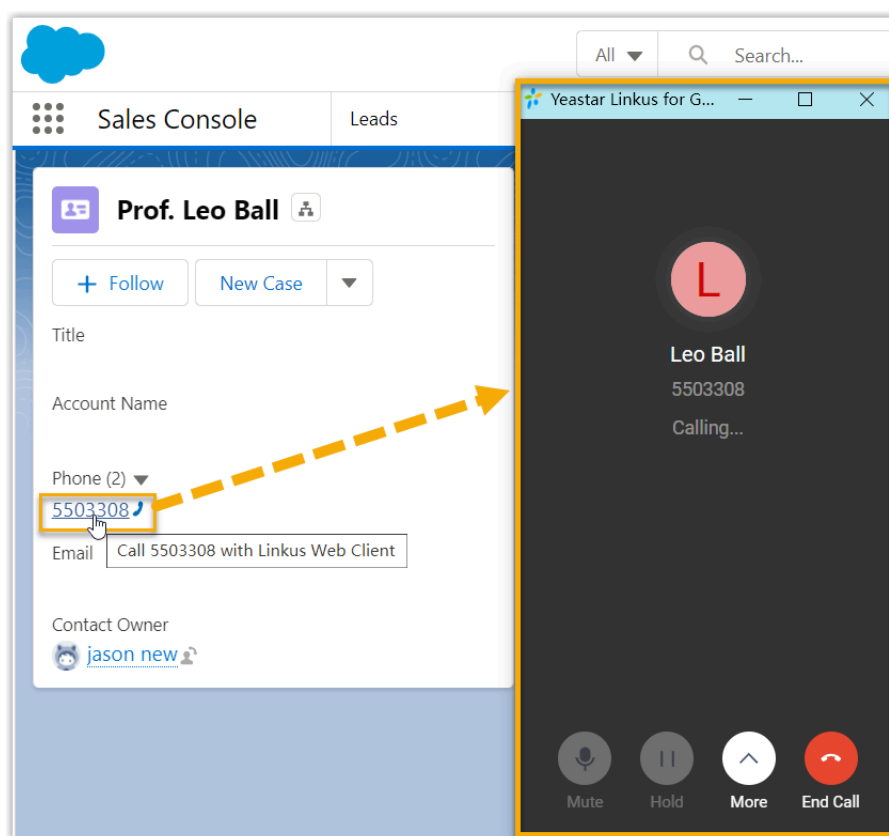 All
Search...
Sales Console
Leads
Yeastar Linkus for G...
Prof. Leo Ball
+ Follow
New Case
Title
Account Name
Phone (2)
5503308
Call 5503308 with Linkus Web Client
Email
Contact Owner
jason new
L
Leo Ball
5503308
Calling...
Mute
Hold
More
End Call